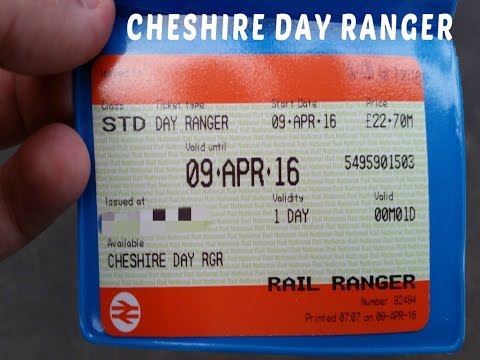 CHESHIRE DAY RANGER
Class Ticket type Start Date Price
STD DAY RANGER 09·APR·16 £22·70M
Valid until
09·APR·16 5495901503
Issued at Validity Valid
1 DAY 00M01D
Available
CHESHIRE DAY RGR
RAIL RANGER
Number 92494
Printed 07:07 on 09-APR-16